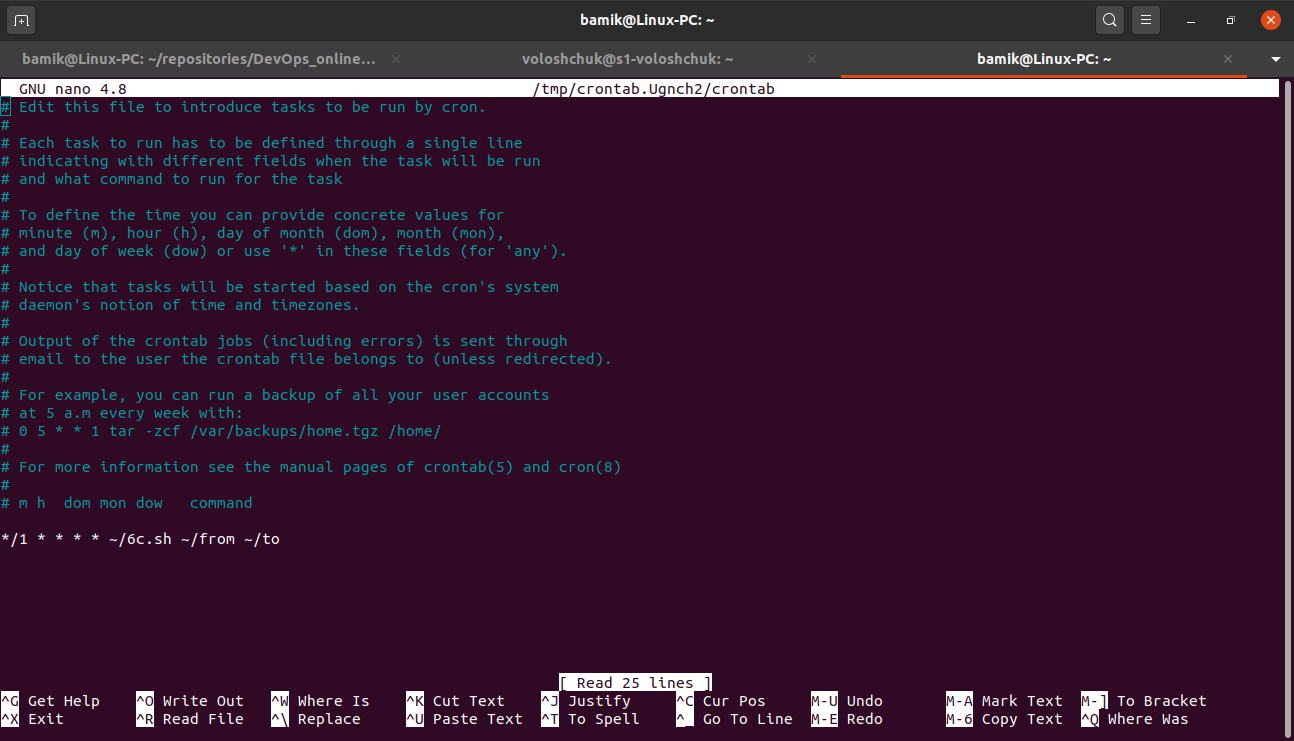 bamik@Linux-PC: ~
bamik@Linux-PC: ~/repositories/DevOps_online...
voloshchuk@s1-voloshchuk: ~
bamik@Linux-PC: ~
GNU nano 4.8 /tmp/crontab.Ugnch2/crontab
# Edit this file to introduce tasks to be run by cron.
#
# Each task to run has to be defined through a single line
# indicating with different fields when the task will be run
# and what command to run for the task
#
# To define the time you can provide concrete values for
# minute (m), hour (h), day of month (dom), month (mon),
# and day of week (dow) or use '*' in these fields (for 'any').
#
# Notice that tasks will be started based on the cron's system
# daemon's notion of time and timezones.
#
# Output of the crontab jobs (including errors) is sent through
# email to the user the crontab file belongs to (unless redirected).
#
# For example, you can run a backup of all your user accounts
# at 5 a.m every week with:
# 0 5 * * 1 tar -zcf /var/backups/home.tgz /home/
#
# For more information see the manual pages of crontab(5) and cron(8)
#
# m h  dom mon dow   command
*/1 * * * * ~/6c.sh ~/from ~/to
[ Read 25 lines ]
^G Get Help ^O Write Out ^W Where Is ^K Cut Text ^J Justify ^C Cur Pos M-U Undo M-A Mark Text M-] To Bracket
^X Exit ^R Read File ^\ Replace ^U Paste Text ^T To Spell ^_ Go To Line M-E Redo M-6 Copy Text ^Q Where Was